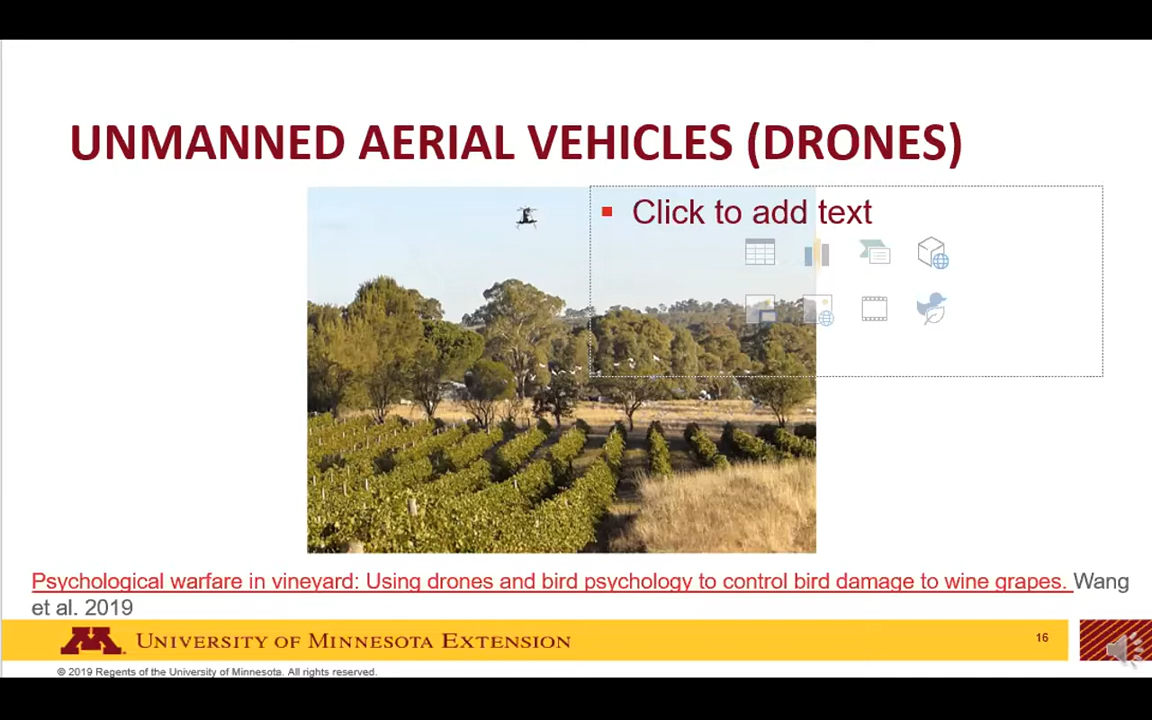 UNMANNED AERIAL VEHICLES (DRONES)
Click to add text
Psychological warfare in vineyard: Using drones and bird psychology to control bird damage to wine grapes. Wang
et al. 2019
UNIVERSITY OF MINNESOTA EXTENSION
16
© 2019 Regents of the University of Minnesota. All rights reserved.